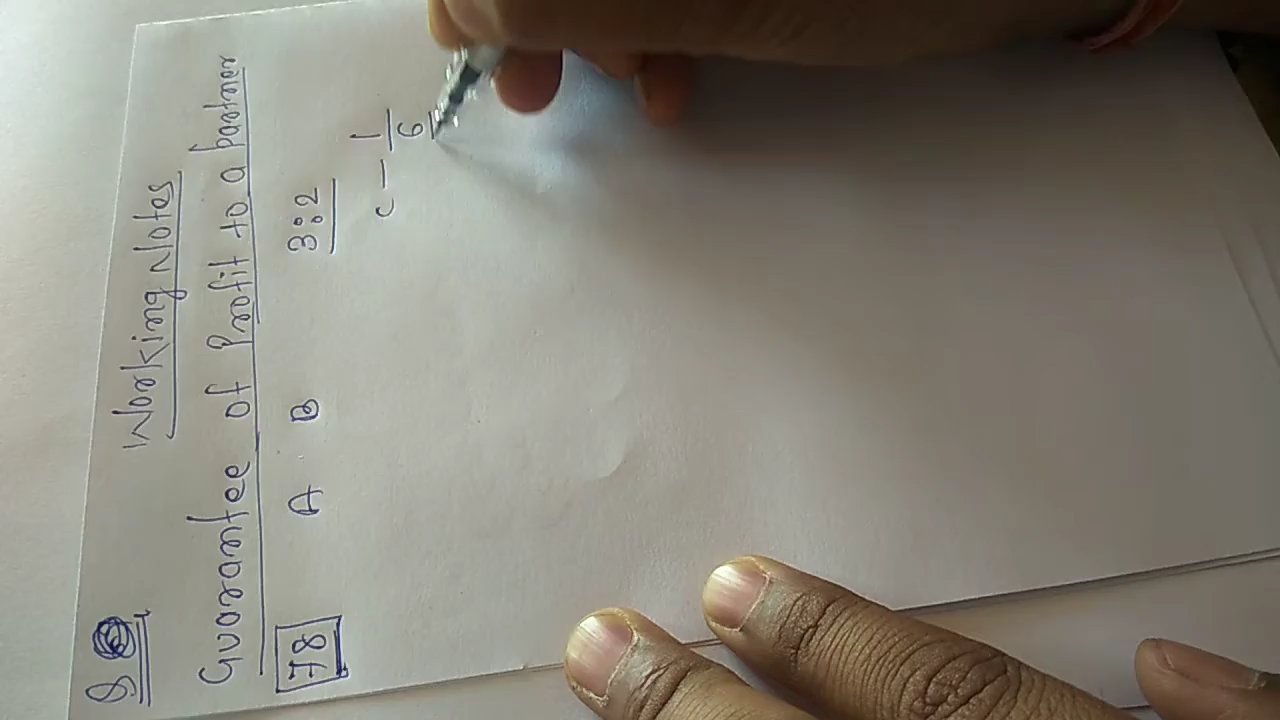 Working Notes
Guarantee of Profit to a partner
78 A B 3:2
C - 1/6